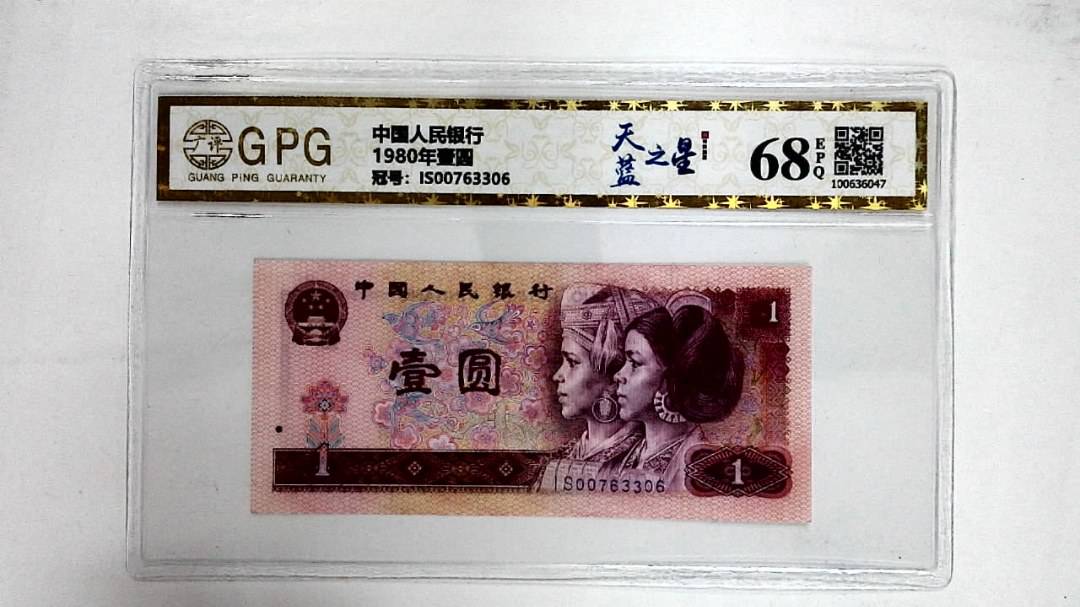 GPG
GUANG PING GUARANTY
中国人民银行
1980年壹圆
冠号：IS00763306
天蓝之星
68
EPQ
100636047
中国人民银行
1
壹圆
1
1
IS00763306